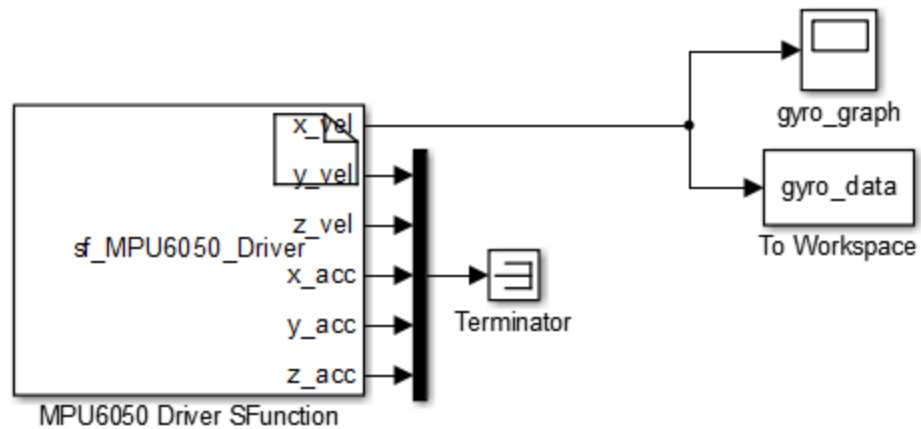 gyro_graph
x_vel
y_vel
gyro_data
z_vel
To Workspace
sf_MPU6050_Driver
x_acc
Terminator
y_acc
z_acc
MPU6050 Driver SFunction